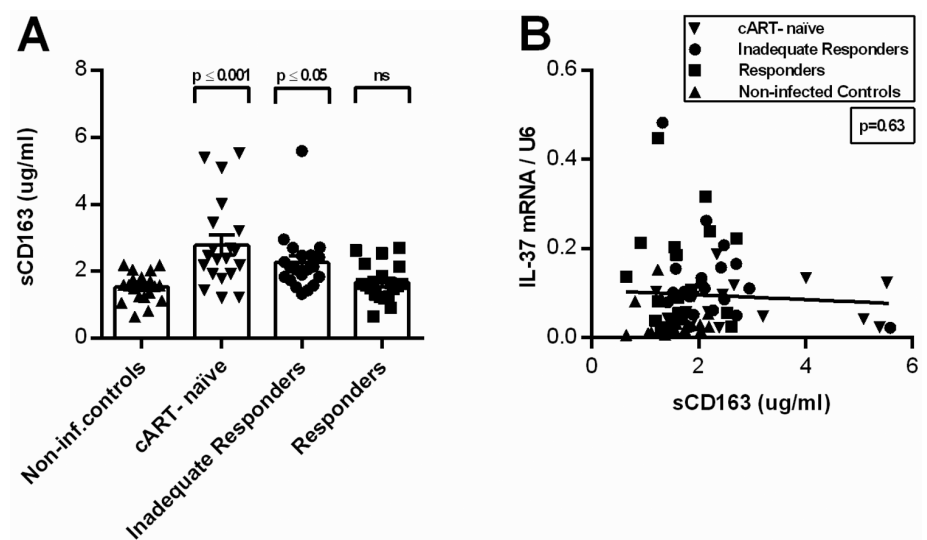 A
sCD163 (ug/ml)
8
6
4
2
0
p ≤ 0.001
p ≤ 0.05
ns
Non-inf.controls
cART- naïve
Inadequate Responders
Responders
B
cART- naïve
Inadequate Responders
Responders
Non-infected Controls
p=0.63
IL-37 mRNA / U6
0.6
0.4
0.2
0.0
0
2
4
6
sCD163 (ug/ml)